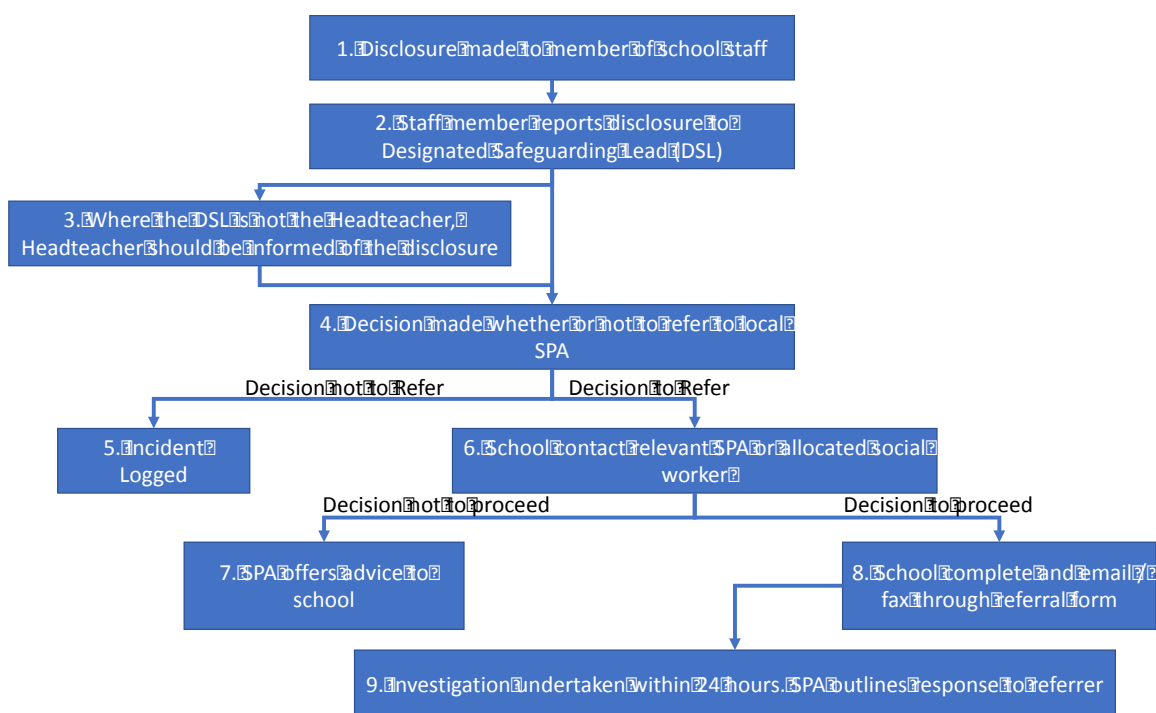 1. Disclosure made to member of school staff
2. Staff member reports disclosure to
Designated Safeguarding Lead (DSL)
3. Where the DSL is not the Headteacher,
Headteacher should be informed of the disclosure
4. Decision made whether or not to refer to local
SPA
Decision not to Refer
Decision to Refer
5. Incident
Logged
6. School contact relevant SPA or allocated social
worker
Decision not to proceed
Decision to proceed
7. SPA offers advice to
school
8. School complete and email /
fax through referral form
9. Investigation undertaken within 24 hours. SPA outlines response to referrer